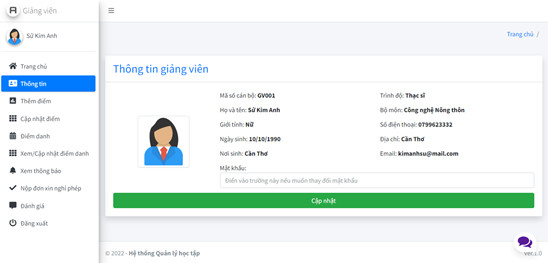 Giảng viên
Sử Kim Anh
Trang chủ
Thông tin
Thêm điểm
Cập nhật điểm
Điểm danh
Xem/Cập nhật điểm danh
Xem thông báo
Nộp đơn xin nghỉ phép
Đánh giá
Đăng xuất
Trang chủ /
Thông tin giảng viên
Mã số cán bộ: GV001
Trình độ: Thạc sĩ
Họ và tên: Sử Kim Anh
Bộ môn: Công nghệ Nông thôn
Giới tính: Nữ
Số điện thoại: 0799623332
Ngày sinh: 10/10/1990
Địa chỉ: Cần Thơ
Nơi sinh: Cần Thơ
Email: kimanhsu@mail.com
Mật khẩu:
Điền vào trường này nếu muốn thay đổi mật khẩu
Cập nhật
© 2022 - Hệ thống Quản lý học tập